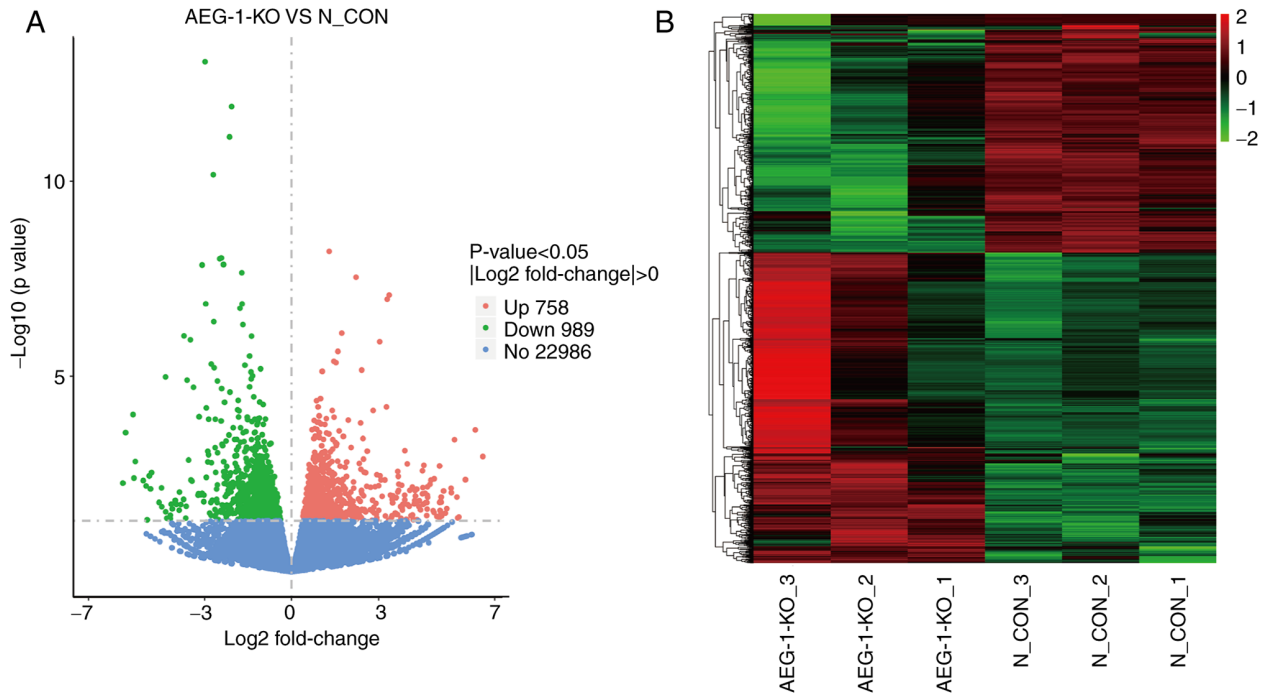 A
AEG-1-KO VS N_CON
10
5
−Log10 (p value)
−7
−3
0
3
7
Log2 fold-change
P-value<0.05
|Log2 fold-change|>0
Up 758
Down 989
No 22986
B
2
1
0
−1
−2
AEG-1-KO_3
AEG-1-KO_2
AEG-1-KO_1
N_CON_3
N_CON_2
N_CON_1